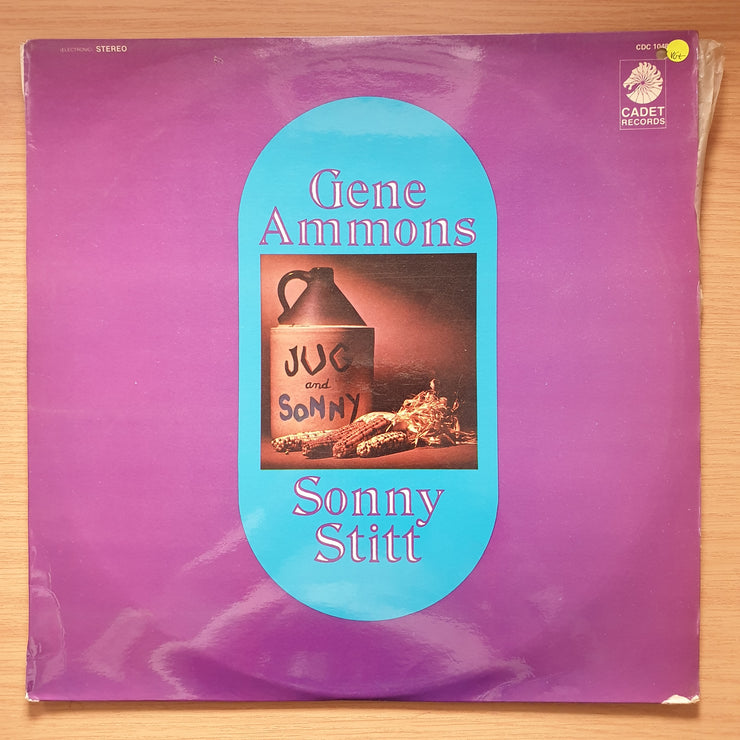 (ELECTRONIC) STEREO
CADET
RECORDS
Gene
Ammons
JUG
and
SONNY
Sonny
Stitt